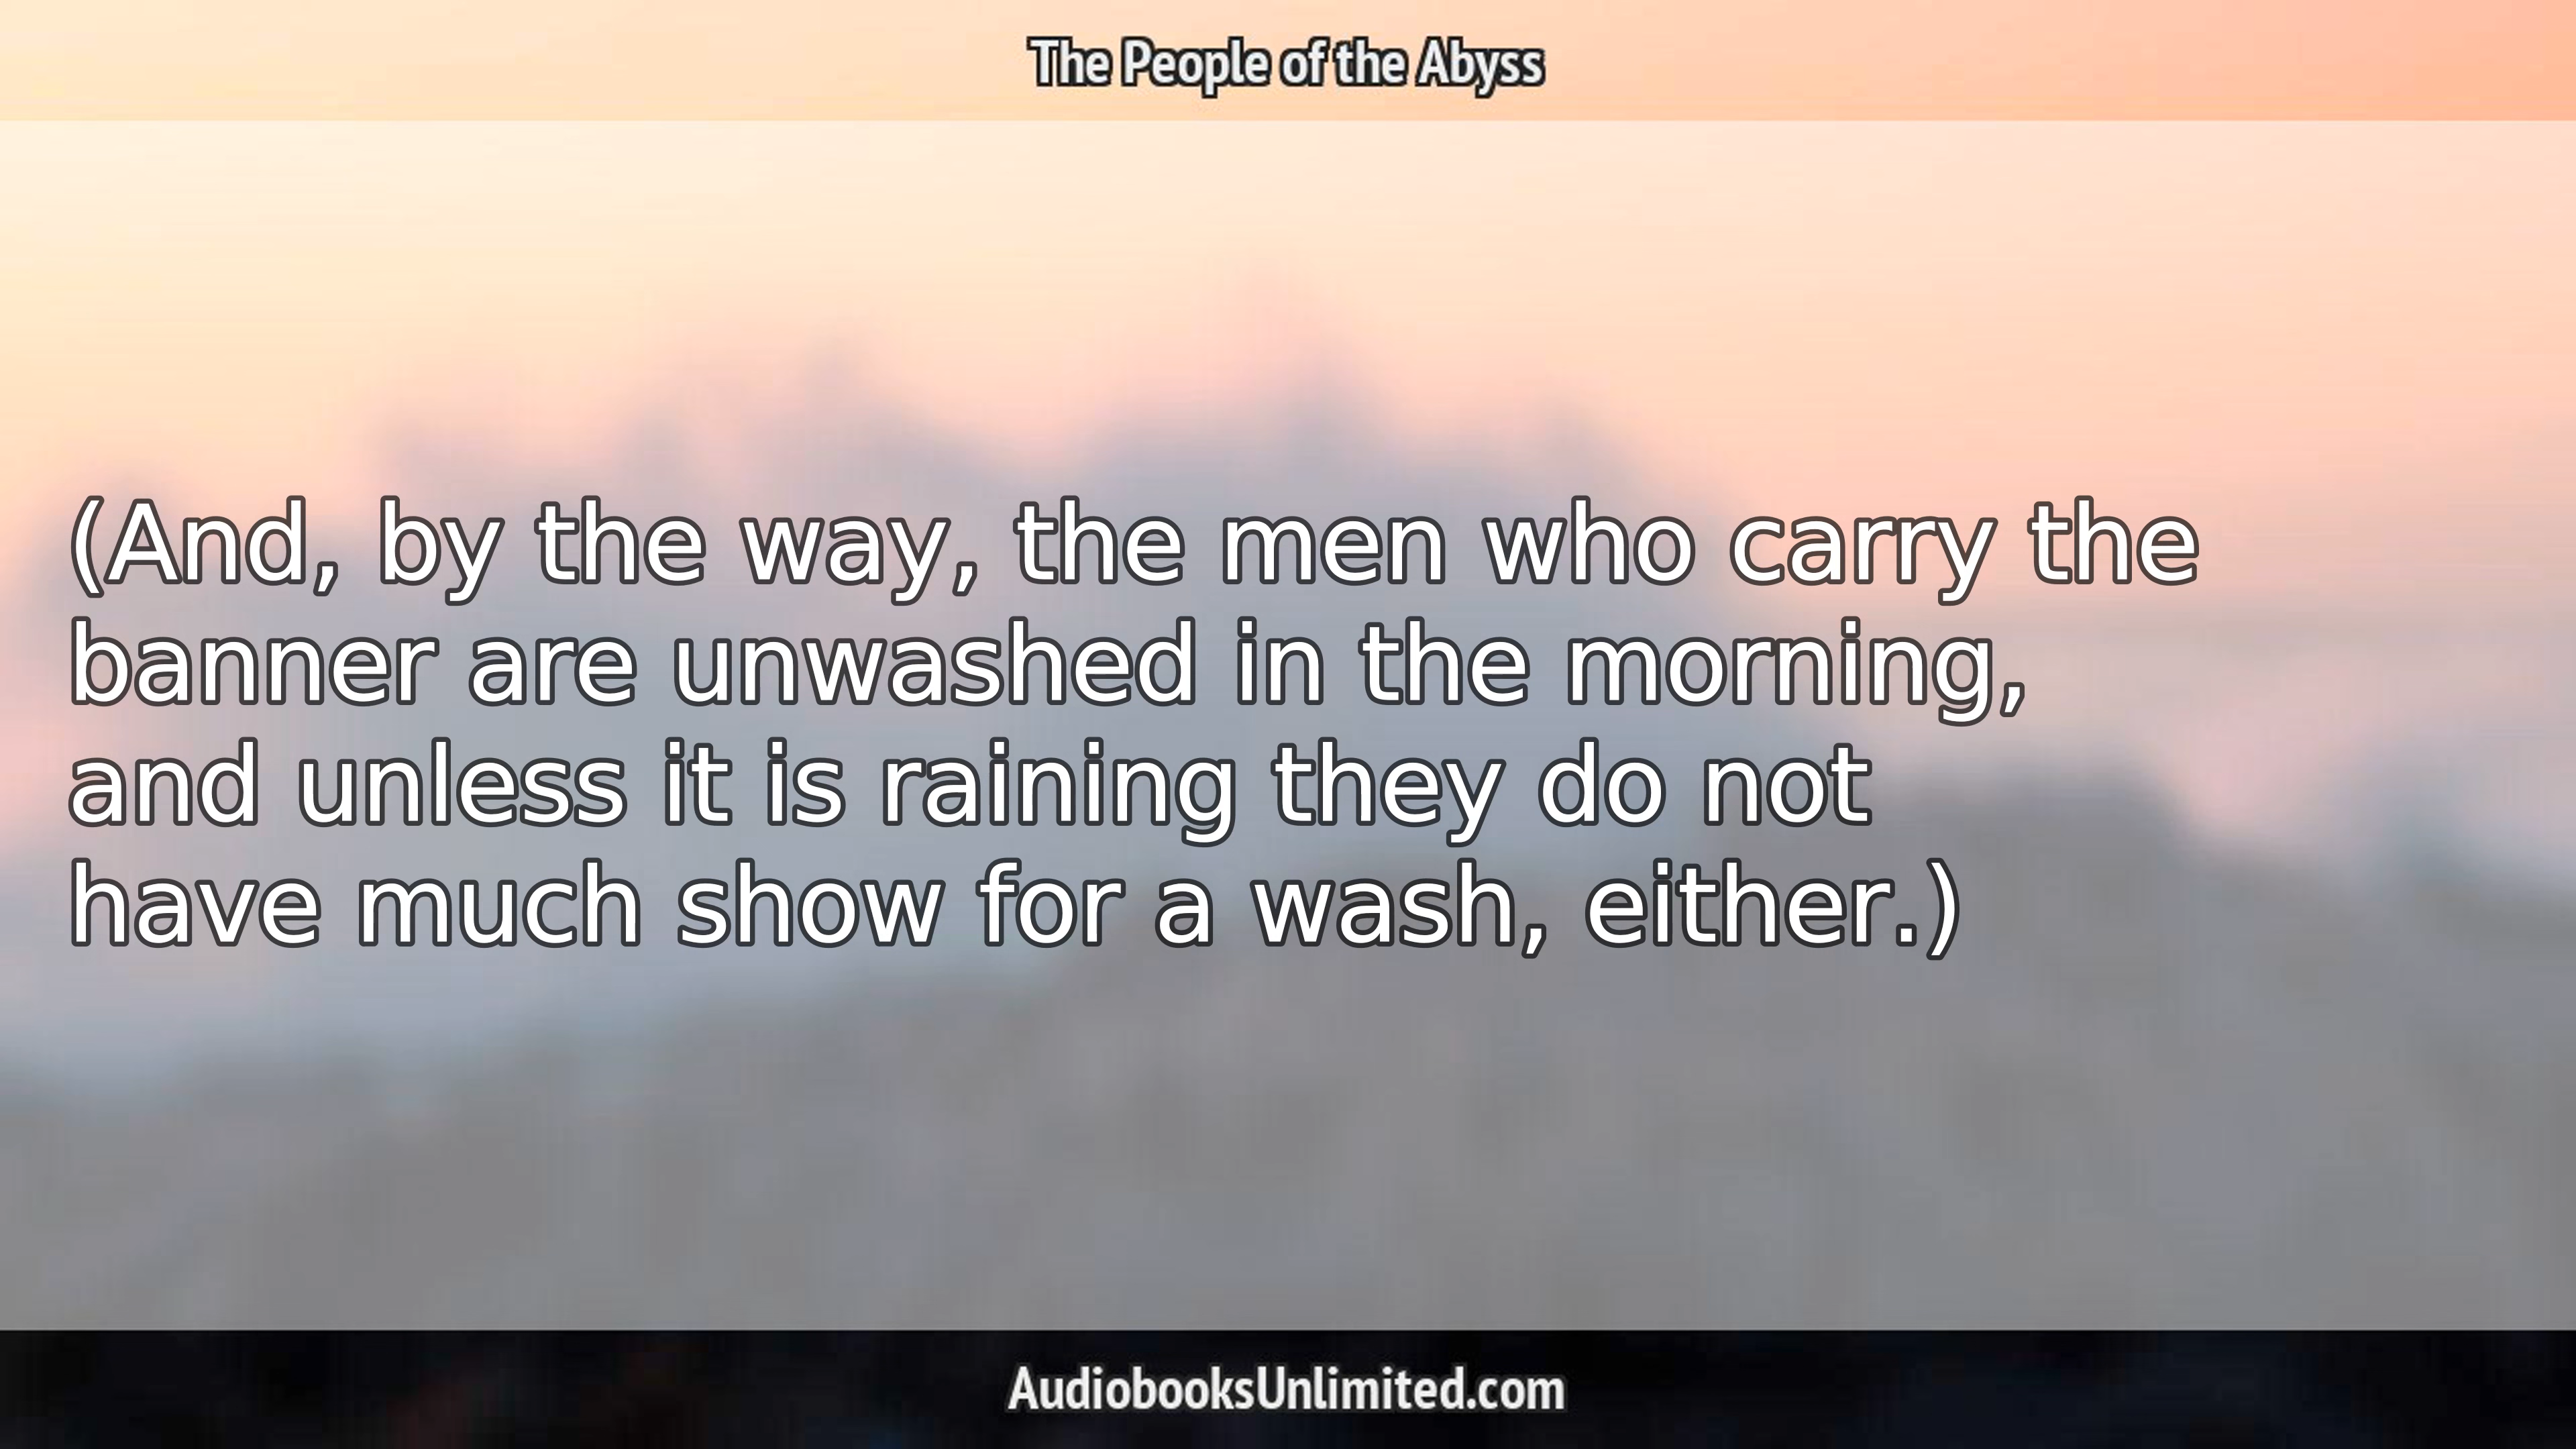 The People of the Abyss
(And, by the way, the men who carry the
banner are unwashed in the morning,
and unless it is raining they do not
have much show for a wash, either.)
AudiobooksUnlimited.com